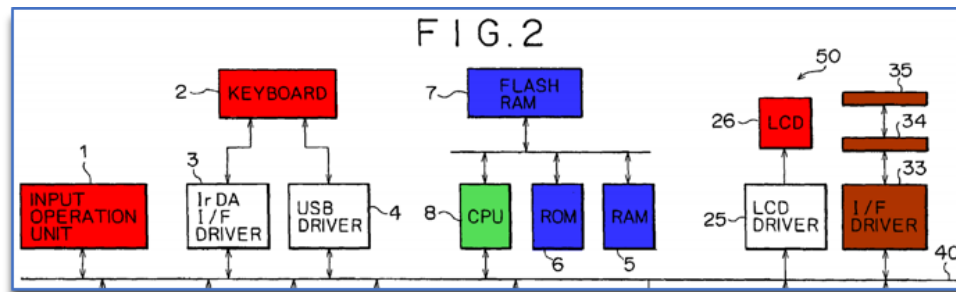 FIG.2
50
35
2
KEYBOARD
7
FLASH
RAM
26
LCD
34
1
3
33
INPUT
OPERATION
UNIT
IrDA
I/F
DRIVER
USB
DRIVER
4
8
CPU
ROM
RAM
25
LCD
DRIVER
I/F
DRIVER
6
5
40